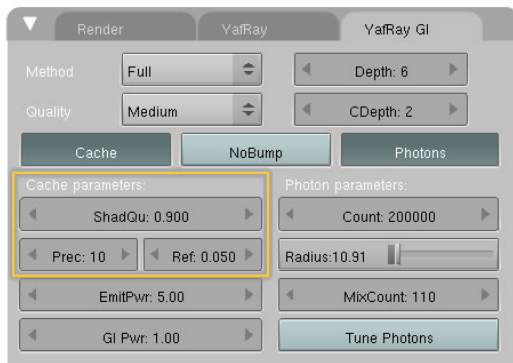 Render YafRay YafRay GI
Method Full Depth: 6
Quality Medium CDepth: 2
Cache NoBump Photons
Cache parameters: Photon parameters:
ShadQu: 0.900 Count: 200000
Prec: 10 Ref: 0.050 Radius:10.91
EmitPwr: 5.00 MixCount: 110
GI Pwr: 1.00 Tune Photons